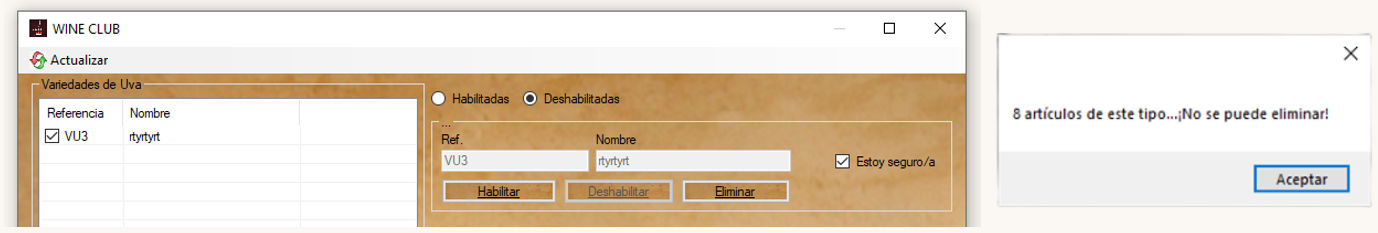 WINE CLUB
Actualizar
Variedades de Uva
Referencia Nombre
VU3 rtyrtyrt
Habilitadas Deshabilitadas
...
Ref. Nombre
VU3 rtyrtyrt Estoy seguro/a
Habilitar Deshabilitar Eliminar
8 artículos de este tipo...¡No se puede eliminar!
Aceptar